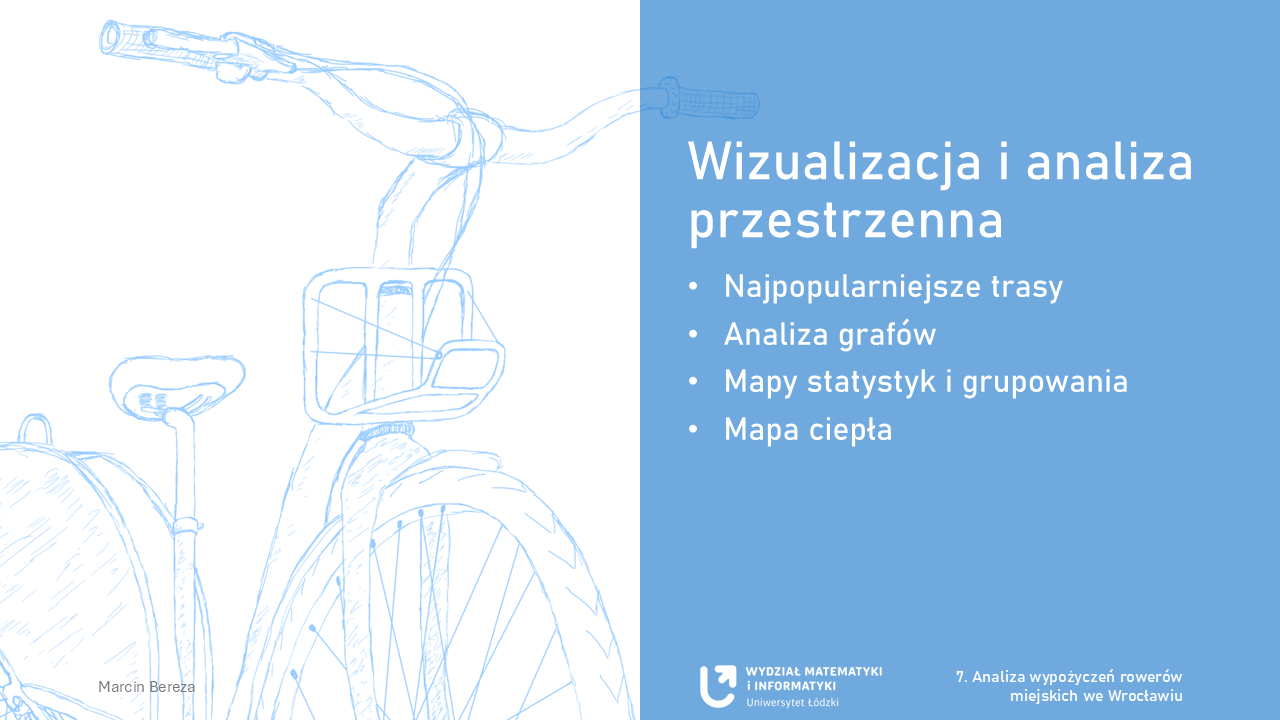 Wizualizacja i analiza
przestrzenna
• Najpopularniejsze trasy
• Analiza grafów
• Mapy statystyk i grupowania
• Mapa ciepła
Marcin Bereza
WYDZIAŁ MATEMATYKI
i INFORMATYKI
Uniwersytet Łódzki
7. Analiza wypożyczeń rowerów
miejskich we Wrocławiu